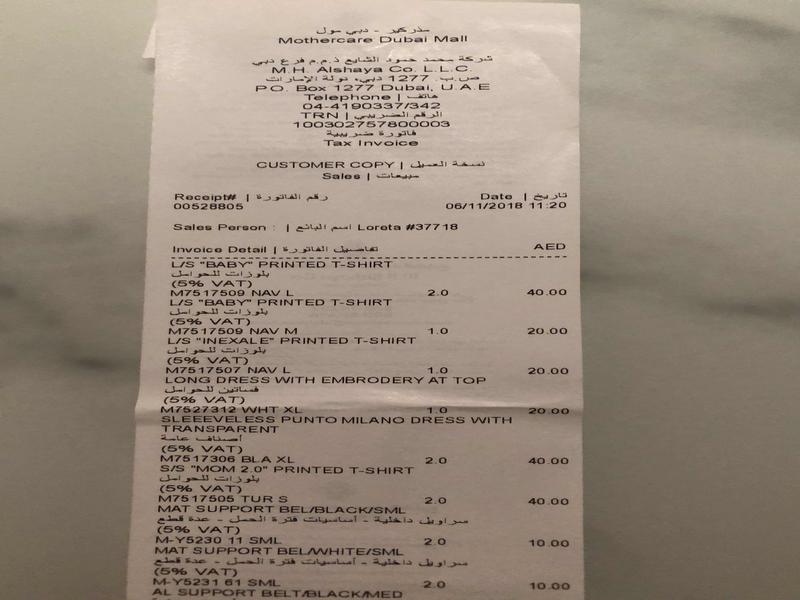 مذركير - دبي مول
Mothercare Dubai Mall
شركة محمد حمود الشايع ذ.م.م فرع دبي
M.H. Alshaya Co. L.L.C.
ص.ب. 1277 دبي، دولة الإمارات
P.O. Box 1277 Dubai, U.A.E
Telephone | هاتف
04-4190337/342
TRN | الرقم الضريبي
100302757800003
فاتورة ضريبية
Tax Invoice
CUSTOMER COPY | نسخة العميل
Sales | مبيعات
Receipt# | رقم الفاتورة Date | تاريخ
00528805 06/11/2018 11:20
Sales Person : | اسم البائع Loreta #37718
Invoice Detail | تفاصيل الفاتورة AED
L/S "BABY" PRINTED T-SHIRT
بلوزات للحوامل
(5% VAT)
M7517509 NAV L 2.0 40.00
L/S "BABY" PRINTED T-SHIRT
بلوزات للحوامل
(5% VAT)
M7517509 NAV M 1.0 20.00
L/S "INEXALE" PRINTED T-SHIRT
بلوزات للحوامل
(5% VAT)
M7517507 NAV L 1.0 20.00
LONG DRESS WITH EMBRODERY AT TOP
فساتين للحوامل
(5% VAT)
M7527312 WHT XL 1.0 20.00
SLEEEVELESS PUNTO MILANO DRESS WITH
TRANSPARENT
أصناف عامة
(5% VAT)
M7517306 BLA XL 2.0 40.00
S/S "MOM 2.0" PRINTED T-SHIRT
بلوزات للحوامل
(5% VAT)
M7517505 TUR S 2.0 40.00
MAT SUPPORT BEL/BLACK/SML
سراويل داخلية - أساسيات فترة الحمل - عدة قطع
(5% VAT)
M-Y5230 11 SML 2.0 10.00
MAT SUPPORT BEL/WHITE/SML
سراويل داخلية - أساسيات فترة الحمل - عدة قطع
(5% VAT)
M-Y5231 61 SML 2.0 10.00
AL SUPPORT BELT/BLACK/MED